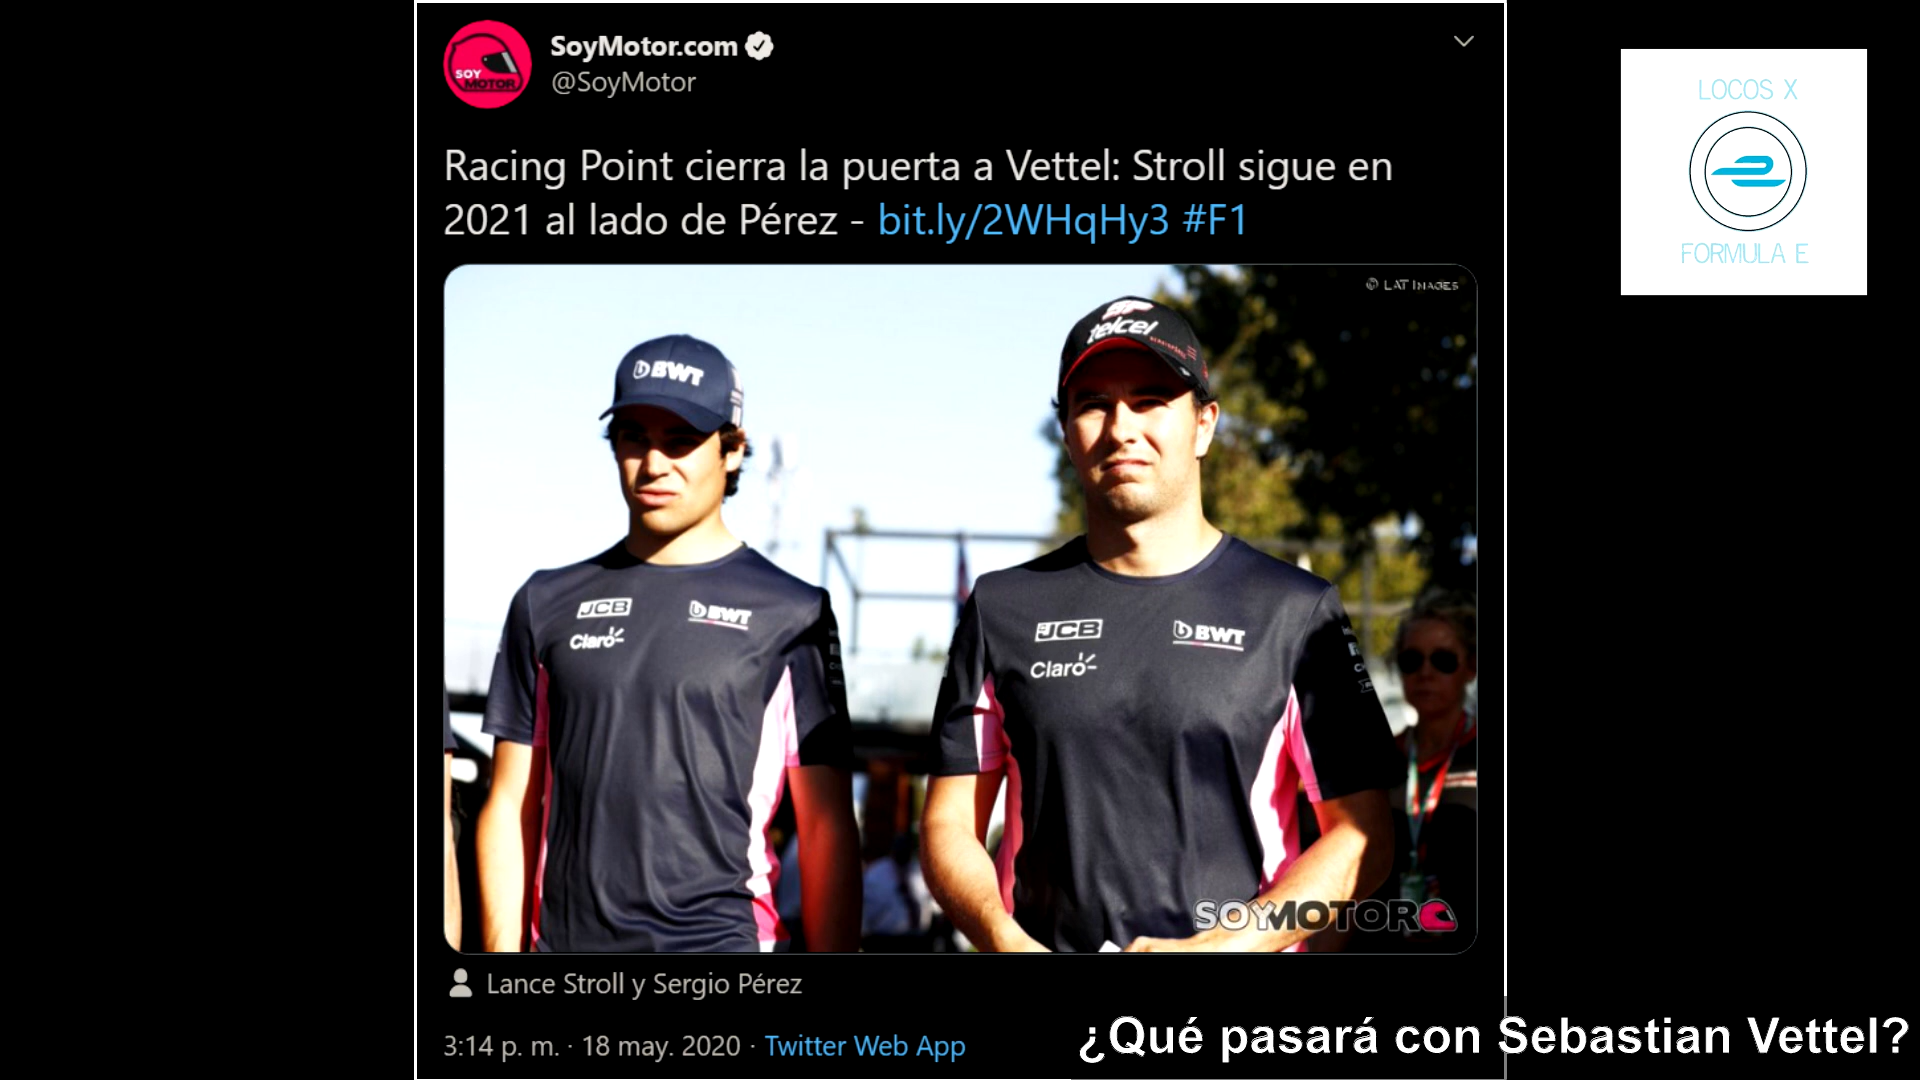 SoyMotor.com
@SoyMotor
SOY
MOTOR
LOCOS X
FORMULA E
Racing Point cierra la puerta a Vettel: Stroll sigue en
2021 al lado de Pérez - bit.ly/2WHqHy3 #F1
© LAT IMAGES
telcel
BWT
JCB
BWT
Claro
JCB
BWT
Claro
SOYMOTOR
Lance Stroll y Sergio Pérez
3:14 p. m. · 18 may. 2020 · Twitter Web App
¿Qué pasará con Sebastian Vettel?